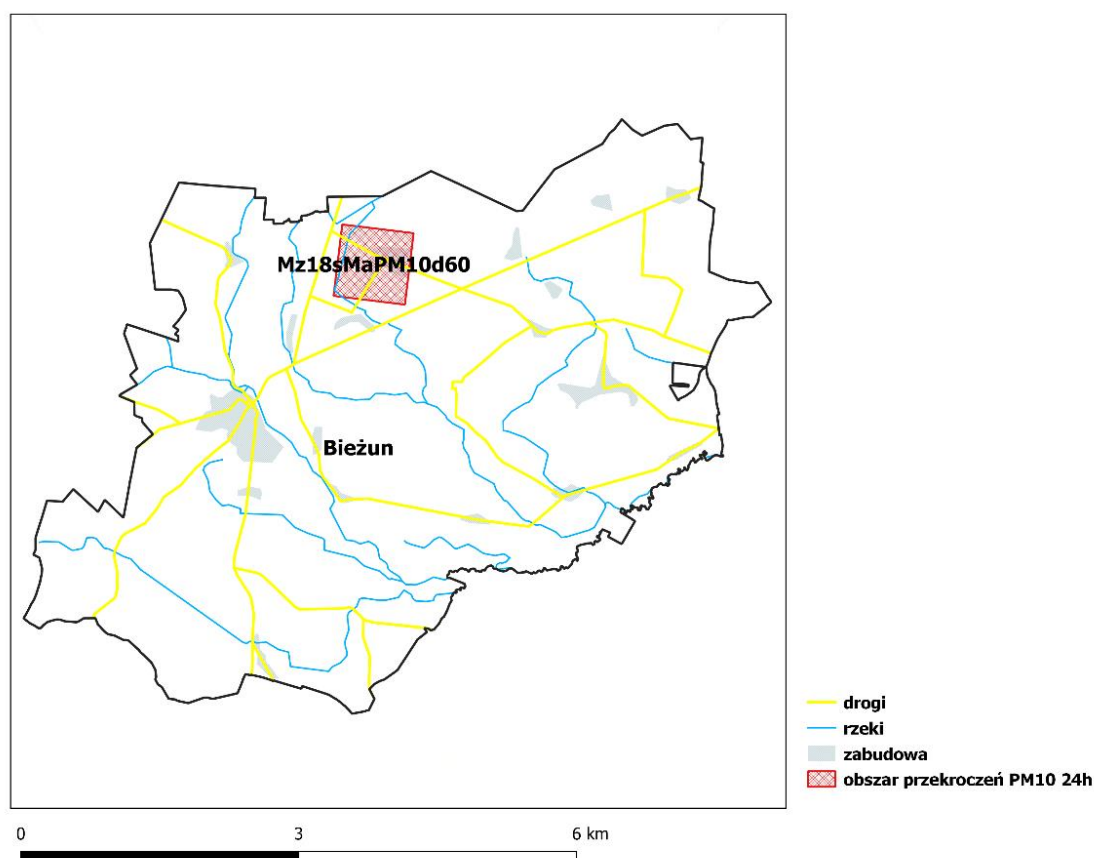 Mz18sMaPM10d60
Bieżun
drogi
rzeki
zabudowa
obszar przekroczeń PM10 24h
0 3 6 km